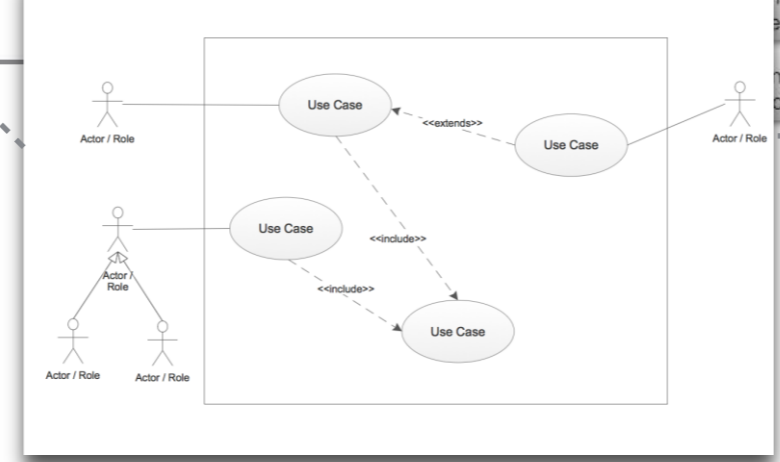 Use Case
<<extends>>
Actor / Role
Use Case
Actor / Role
Use Case
<<include>>
Actor /
Role
<<include>>
Use Case
Actor / Role
Actor / Role